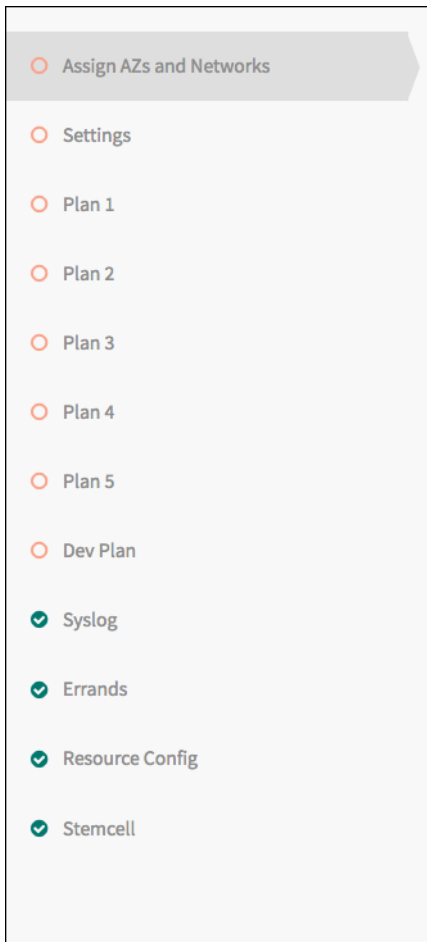 Assign AZs and Networks
Settings
Plan 1
Plan 2
Plan 3
Plan 4
Plan 5
Dev Plan
Syslog
Errands
Resource Config
Stemcell